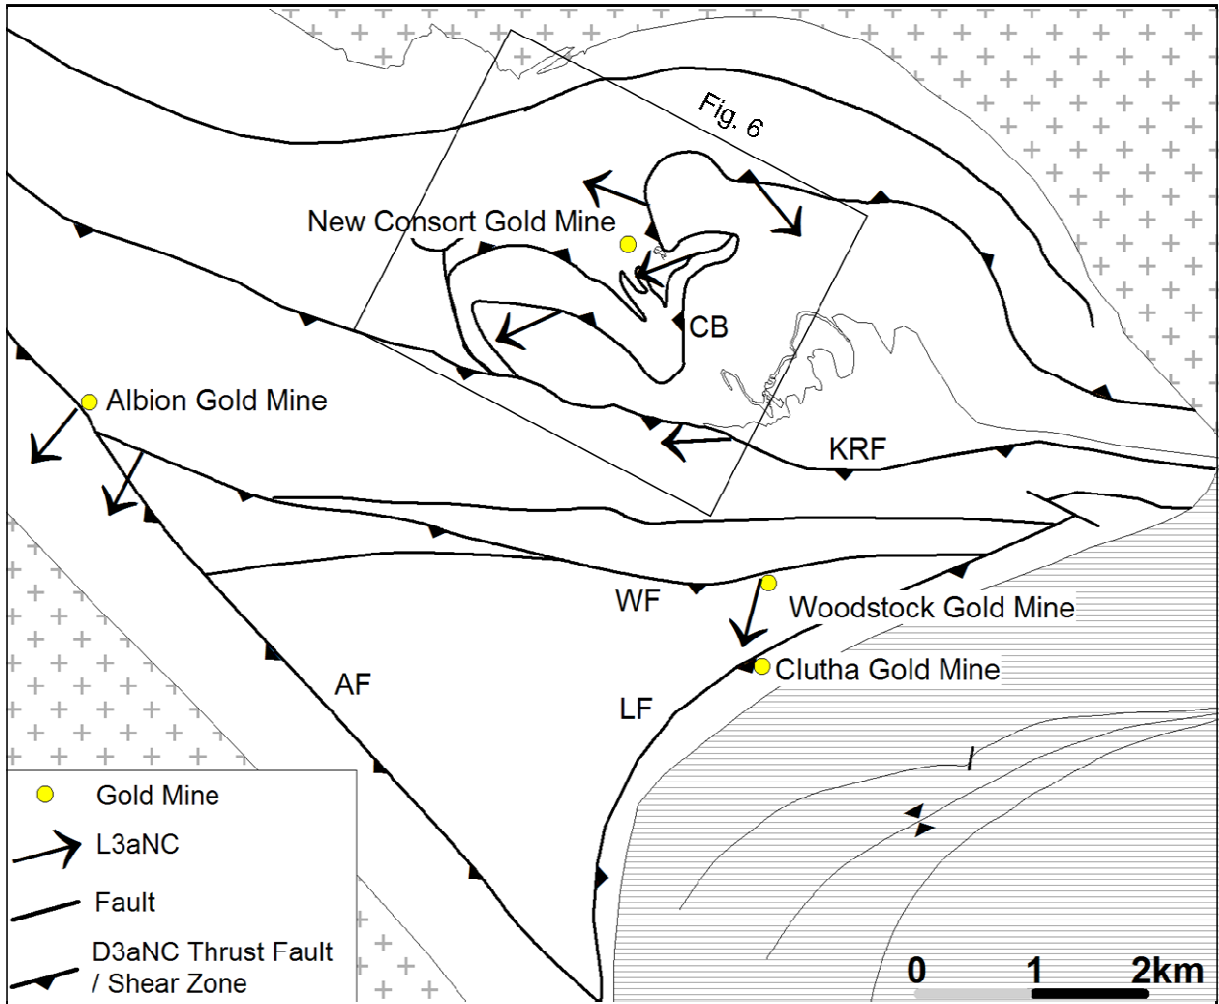 Fig. 6
New Consort Gold Mine
CB
Albion Gold Mine
KRF
WF
Woodstock Gold Mine
Clutha Gold Mine
AF
LF
Gold Mine
L3aNC
Fault
D3aNC Thrust Fault
/ Shear Zone
0 1 2km